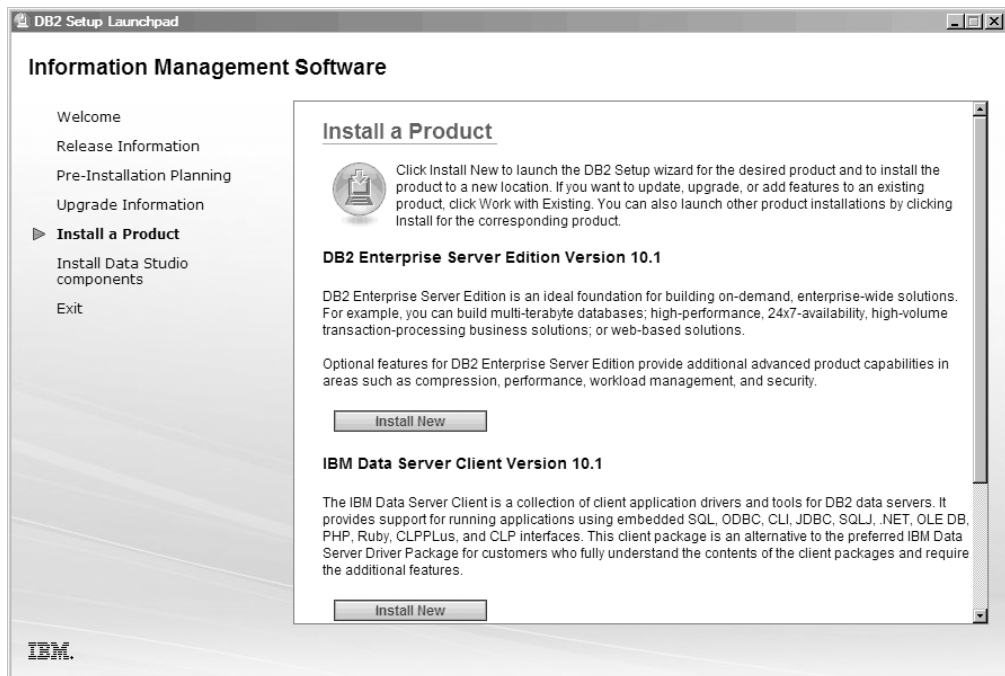 DB2 Setup Launchpad
Information Management Software
Welcome
Release Information
Pre-Installation Planning
Upgrade Information
Install a Product
Install Data Studio
components
Exit
Install a Product
Click Install New to launch the DB2 Setup wizard for the desired product and to install the
product to a new location. If you want to update, upgrade, or add features to an existing
product, click Work with Existing. You can also launch other product installations by clicking
Install for the corresponding product.
DB2 Enterprise Server Edition Version 10.1
DB2 Enterprise Server Edition is an ideal foundation for building on-demand, enterprise-wide solutions.
For example, you can build multi-terabyte databases; high-performance, 24x7-availability, high-volume
transaction-processing business solutions; or web-based solutions.
Optional features for DB2 Enterprise Server Edition provide additional advanced product capabilities in
areas such as compression, performance, workload management, and security.
Install New
IBM Data Server Client Version 10.1
The IBM Data Server Client is a collection of client application drivers and tools for DB2 data servers. It
provides support for running applications using embedded SQL, ODBC, CLI, JDBC, SQLJ, .NET, OLE DB,
PHP, Ruby, CLPPLus, and CLP interfaces. This client package is an alternative to the preferred IBM Data
Server Driver Package for customers who fully understand the contents of the client packages and require
the additional features.
Install New
IBM.